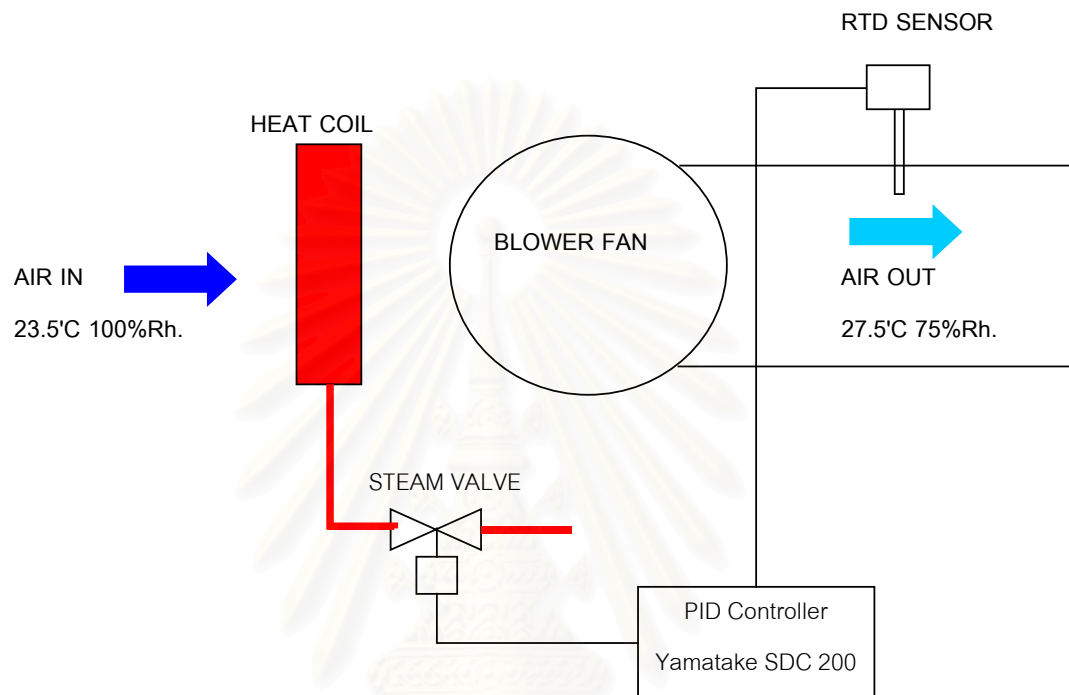 RTD SENSOR
HEAT COIL
BLOWER FAN
AIR IN
23.5'C 100%Rh.
AIR OUT
27.5'C 75%Rh.
STEAM VALVE
PID Controller
Yamatake SDC 200